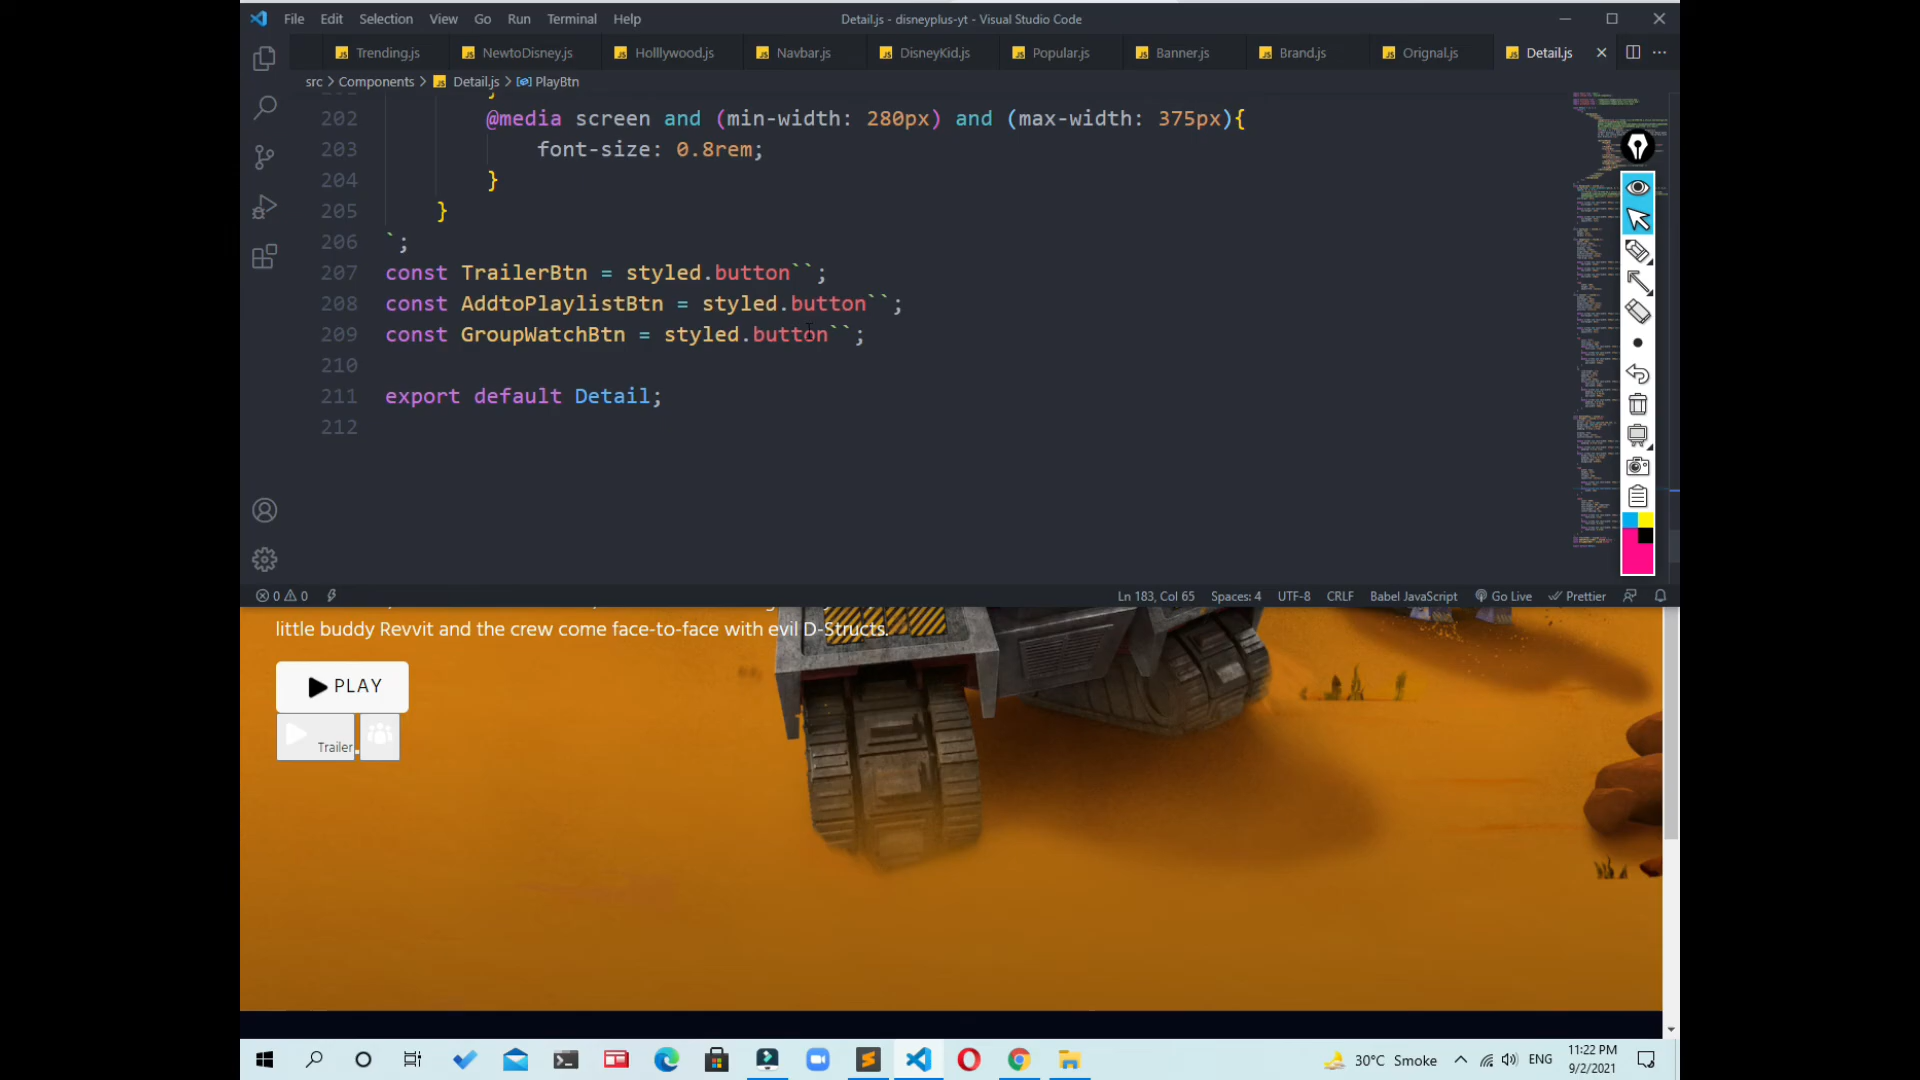 File Edit Selection View Go Run Terminal Help Detail.js - disneyplus-yt - Visual Studio Code
Trending.js NewtoDisney.js Holllywood.js Navbar.js DisneyKid.js Popular.js Banner.js Brand.js Orignal.js Detail.js
src > Components > Detail.js > PlayBtn
202 @media screen and (min-width: 280px) and (max-width: 375px){
203 font-size: 0.8rem;
204 }
205 }
206 `;
207 const TrailerBtn = styled.button``;
208 const AddtoPlaylistBtn = styled.button``;
209 const GroupWatchBtn = styled.button``;
210
211 export default Detail;
212
0 0 Ln 183, Col 65 Spaces: 4 UTF-8 CRLF Babel JavaScript Go Live Prettier
little buddy Revvit and the crew come face-to-face with evil D-Structs.
PLAY
Trailer
30°C Smoke ENG 11:22 PM
9/2/2021